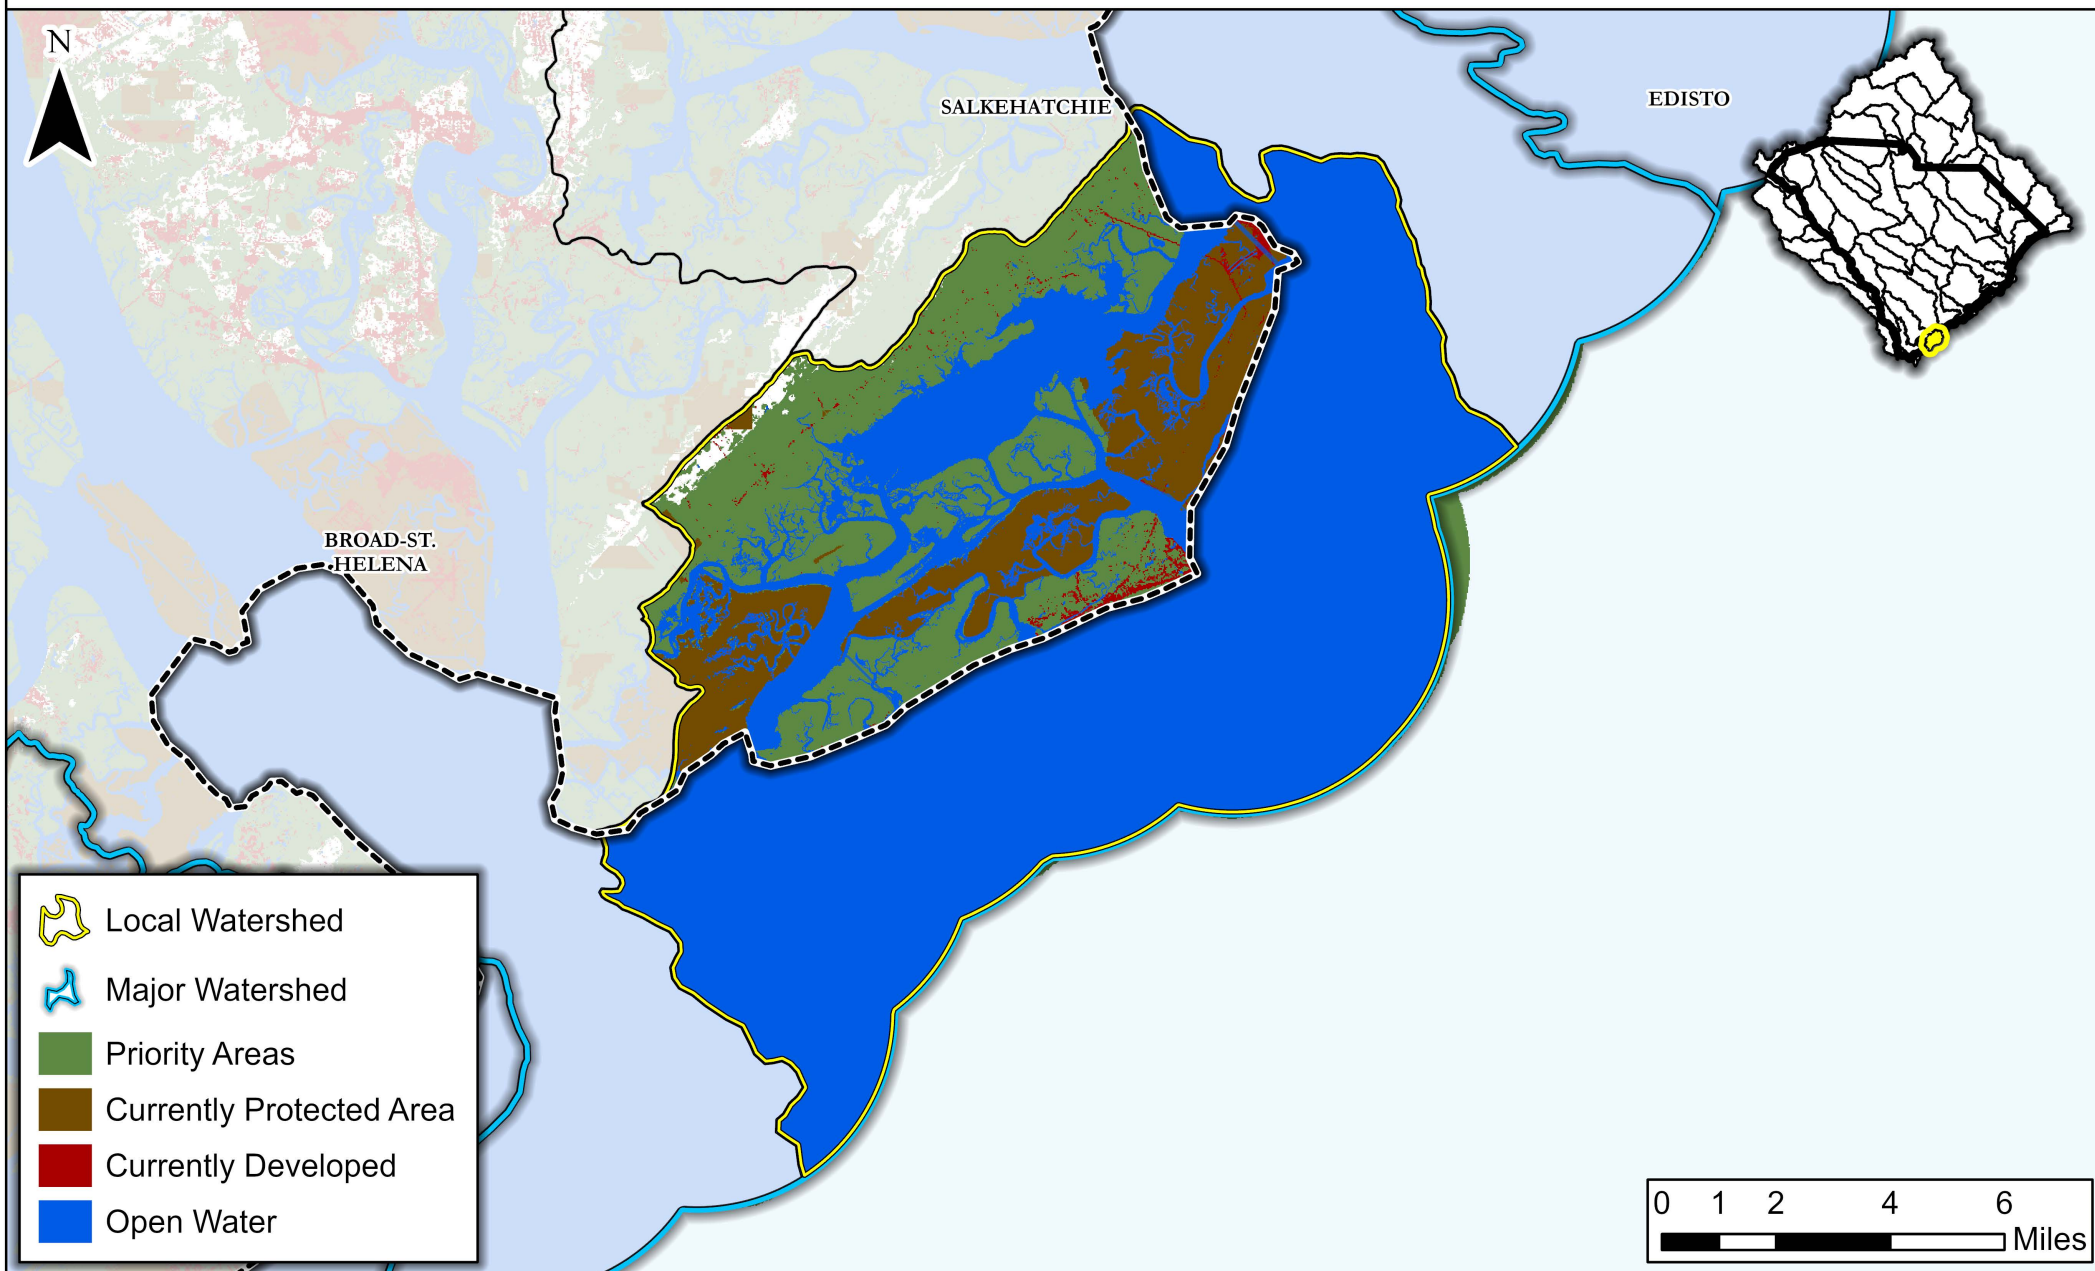 N
SALKEHATCHIE
EDISTO
BROAD-ST.
HELENA
Local Watershed
Major Watershed
Priority Areas
Currently Protected Area
Currently Developed
Open Water
0 1 2 4 6
Miles